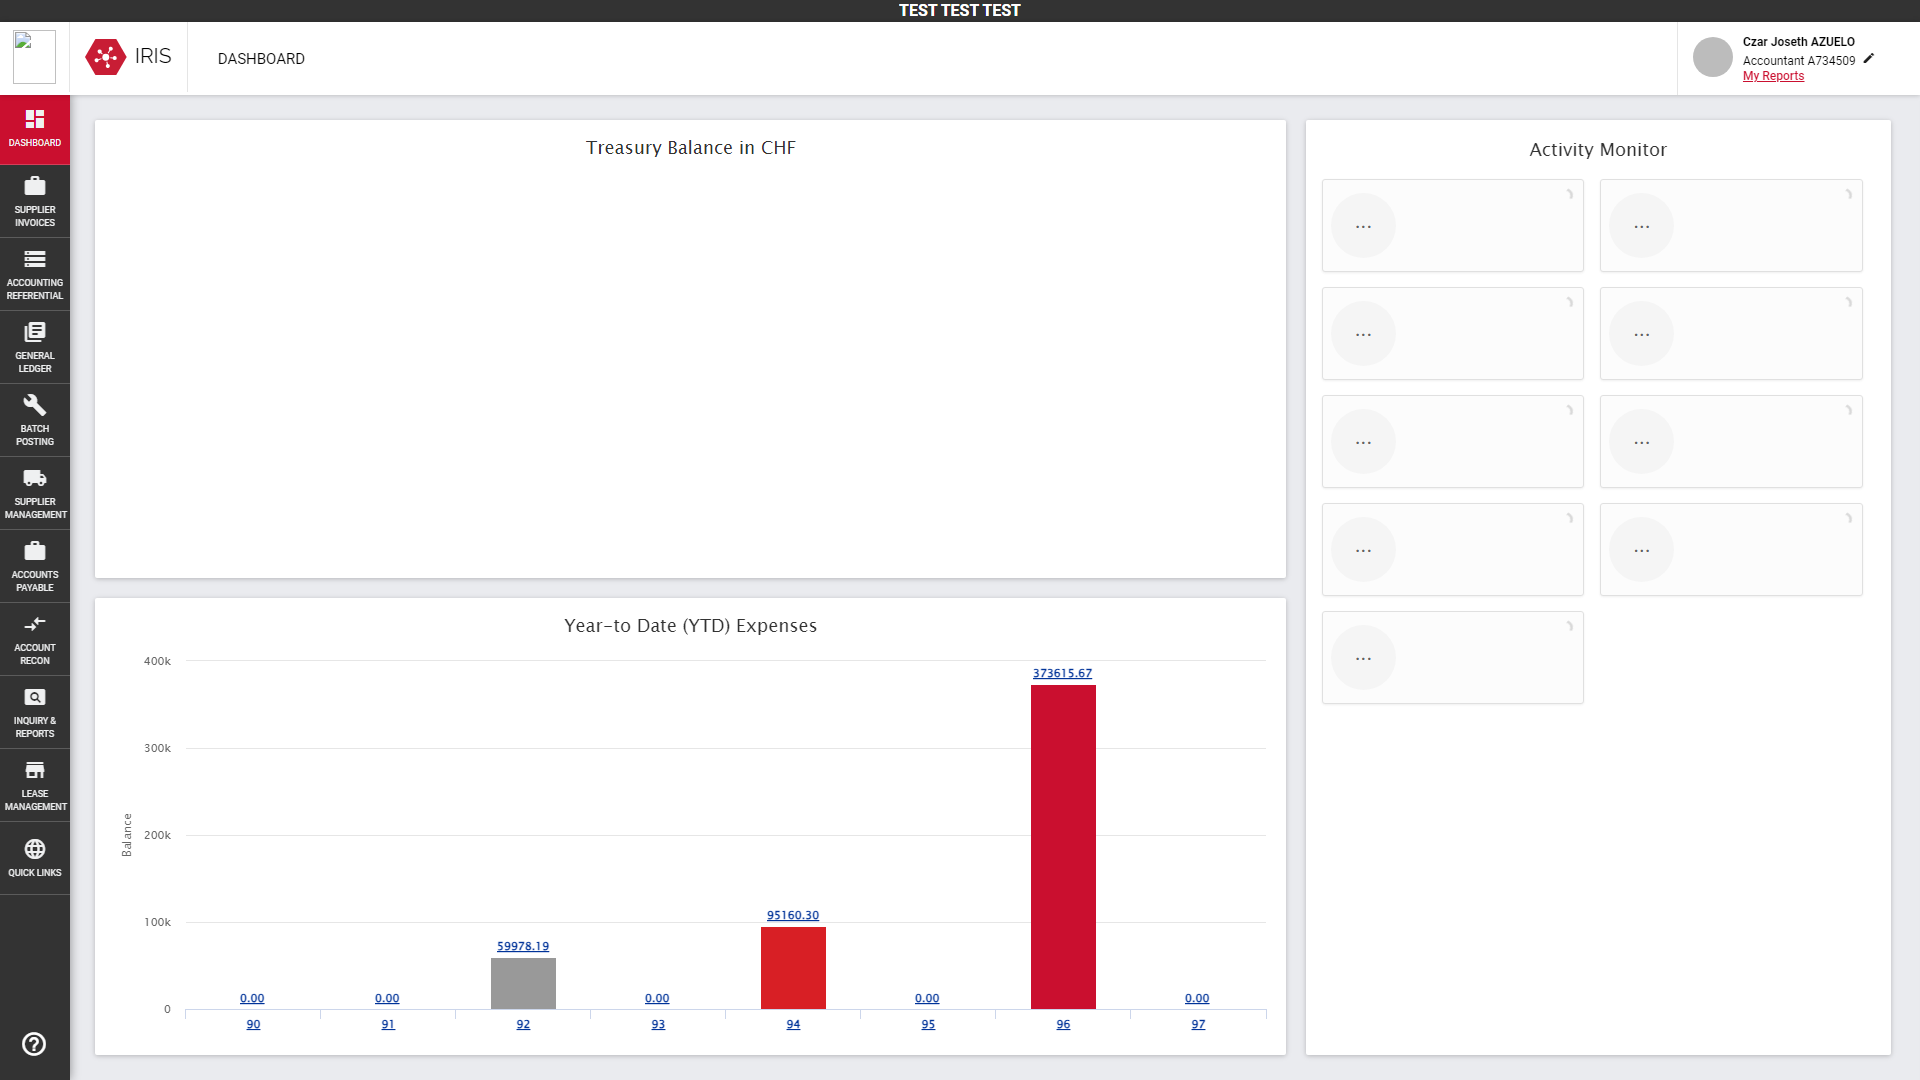 TEST TEST TEST
IRIS
DASHBOARD
Czar Joseth AZUELO
Accountant A734509
My Reports
DASHBOARD
SUPPLIER
INVOICES
ACCOUNTING
REFERENTIAL
GENERAL
LEDGER
BATCH
POSTING
SUPPLIER
MANAGEMENT
ACCOUNTS
PAYABLE
ACCOUNT
RECON
INQUIRY &
REPORTS
LEASE
MANAGEMENT
QUICK LINKS
Treasury Balance in CHF
Year-to Date (YTD) Expenses
Balance
400k
300k
200k
100k
0
0.00
0.00
59978.19
0.00
95160.30
0.00
373615.67
0.00
90
91
92
93
94
95
96
97
Activity Monitor
...
...
...
...
...
...
...
...
...